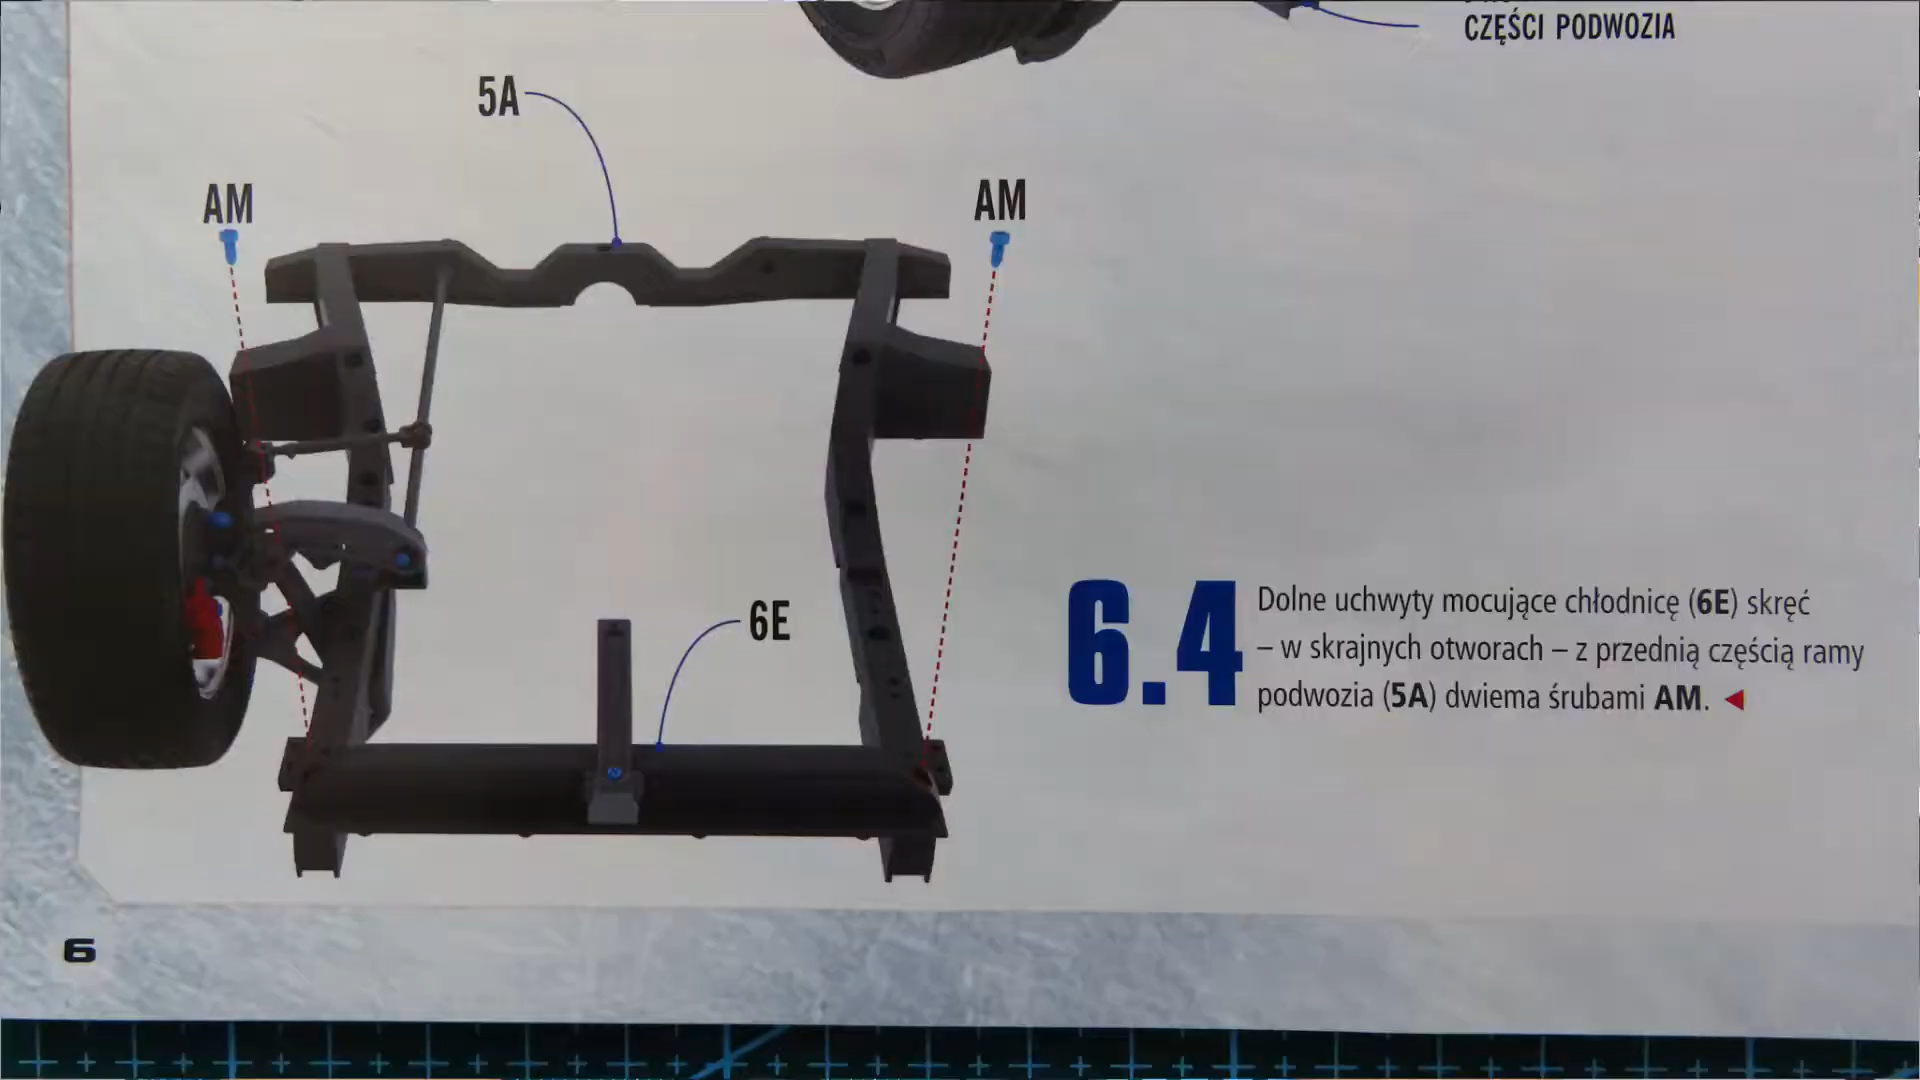 CZĘŚCI PODWOZIA
5A
AM
AM
6E
6.4
Dolne uchwyty mocujące chłodnicę (6E) skręć
– w skrajnych otworach – z przednią częścią ramy
podwozia (5A) dwiema śrubami AM.
6